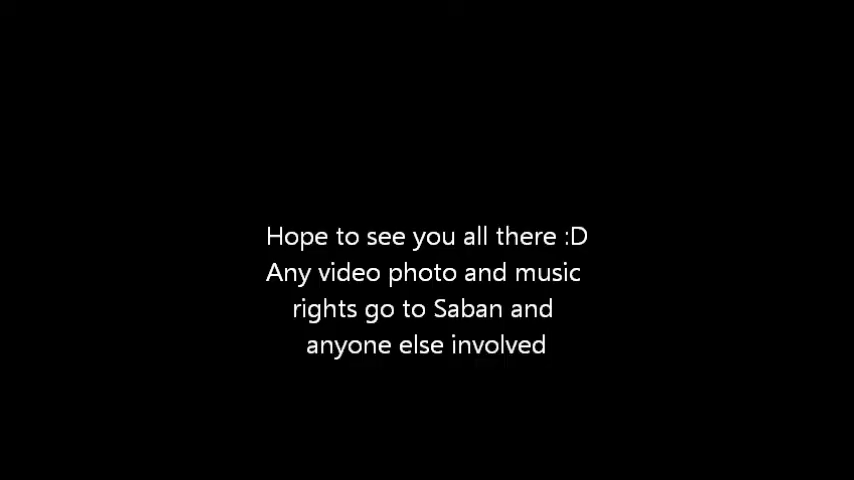 Hope to see you all there :D
Any video photo and music
rights go to Saban and
anyone else involved